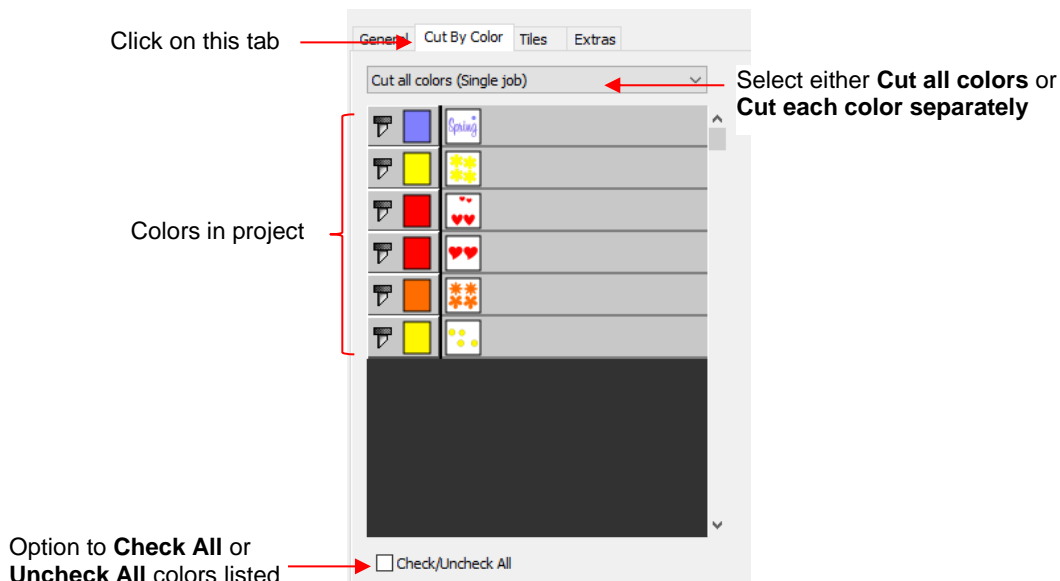 Click on this tab
General Cut By Color Tiles Extras
Cut all colors (Single job)
Select either Cut all colors or
Cut each color separately
Spring
Colors in project
Option to Check All or
Uncheck All colors listed
Check/Uncheck All